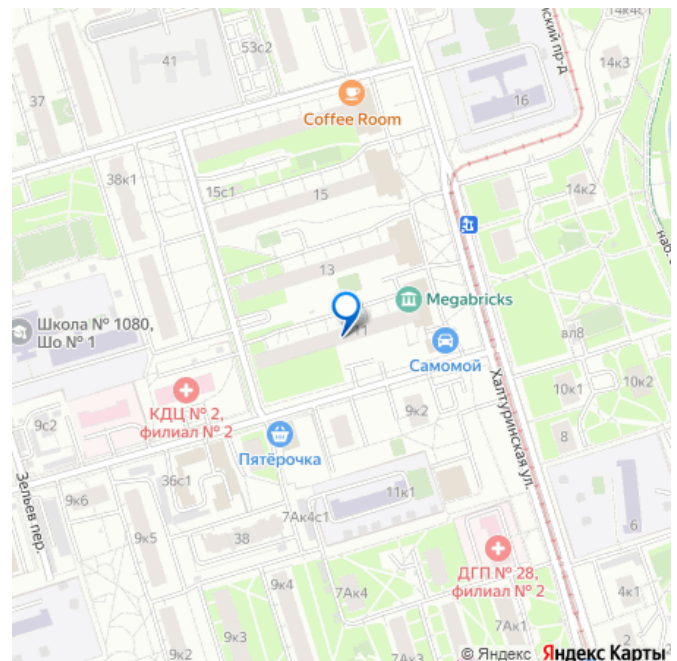 41
53с2
14к3
37
16
Coffee Room
38к1
15с1
15
14к2
13
Megabricks
11
Школа № 1080,
Шо № 1
Самомой
вл8
10к1
10к2
Халтуринская ул.
КДЦ № 2,
филиал № 2
9с2
9к2
8
Пятёрочка
Зельев пер.
36с1
9к6
11к1
7Ак4с1
6
9к5
38
ДГП № 28,
филиал № 2
9к4
7Ак4
4к1
9к3
7Ак1
2
9к2
© Яндекс Яндекс Карты